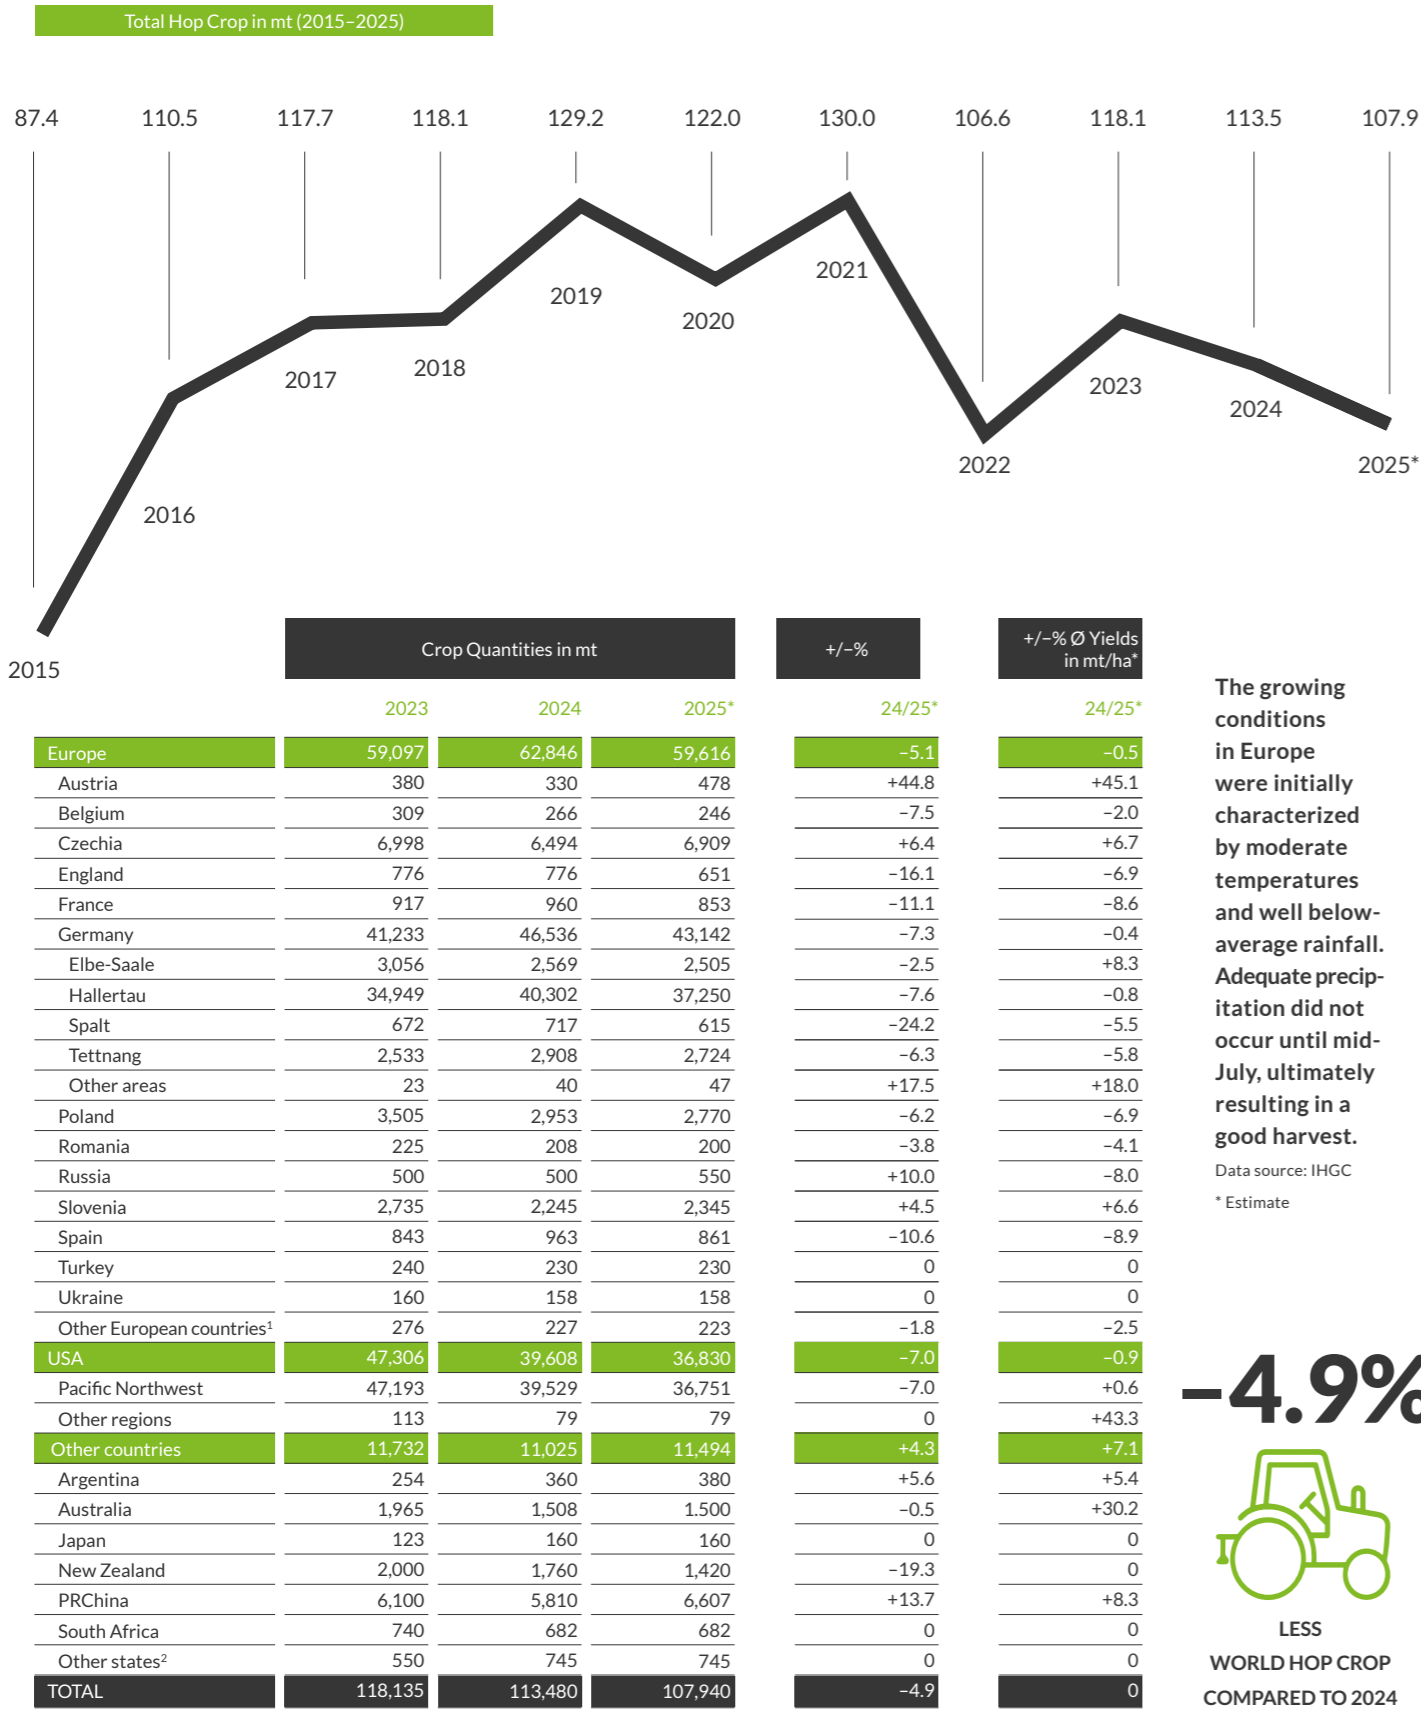 Total Hop Crop in mt (2015–2025)
87.4 110.5 117.7 118.1 129.2 122.0 130.0 106.6 118.1 113.5 107.9
2015 2016 2017 2018 2019 2020 2021 2022 2023 2024 2025*
Crop Quantities in mt +/−% +/−% Ø Yields
in mt/ha*
2023 2024 2025* 24/25* 24/25*
Europe 59,097 62,846 59,616 −5.1 −0.5
Austria 380 330 478 +44.8 +45.1
Belgium 309 266 246 −7.5 −2.0
Czechia 6,998 6,494 6,909 +6.4 +6.7
England 776 776 651 −16.1 −6.9
France 917 960 853 −11.1 −8.6
Germany 41,233 46,536 43,142 −7.3 −0.4
Elbe-Saale 3,056 2,569 2,505 −2.5 +8.3
Hallertau 34,949 40,302 37,250 −7.6 −0.8
Spalt 672 717 615 −24.2 −5.5
Tettnang 2,533 2,908 2,724 −6.3 −5.8
Other areas 23 40 47 +17.5 +18.0
Poland 3,505 2,953 2,770 −6.2 −6.9
Romania 225 208 200 −3.8 −4.1
Russia 500 500 550 +10.0 −8.0
Slovenia 2,735 2,245 2,345 +4.5 +6.6
Spain 843 963 861 −10.6 −8.9
Turkey 240 230 230 0 0
Ukraine 160 158 158 0 0
Other European countries¹ 276 227 223 −1.8 −2.5
USA 47,306 39,608 36,830 −7.0 −0.9
Pacific Northwest 47,193 39,529 36,751 −7.0 +0.6
Other regions 113 79 79 0 +43.3
Other countries 11,732 11,025 11,494 +4.3 +7.1
Argentina 254 360 380 +5.6 +5.4
Australia 1,965 1,508 1.500 −0.5 +30.2
Japan 123 160 160 0 0
New Zealand 2,000 1,760 1,420 −19.3 0
PRChina 6,100 5,810 6,607 +13.7 +8.3
South Africa 740 682 682 0 0
Other states² 550 745 745 0 0
TOTAL 118,135 113,480 107,940 −4.9 0
The growing
conditions
in Europe
were initially
characterized
by moderate
temperatures
and well below-
average rainfall.
Adequate precip-
itation did not
occur until mid-
July, ultimately
resulting in a
good harvest.
Data source: IHGC
* Estimate
−4.9%
LESS
WORLD HOP CROP
COMPARED TO 2024